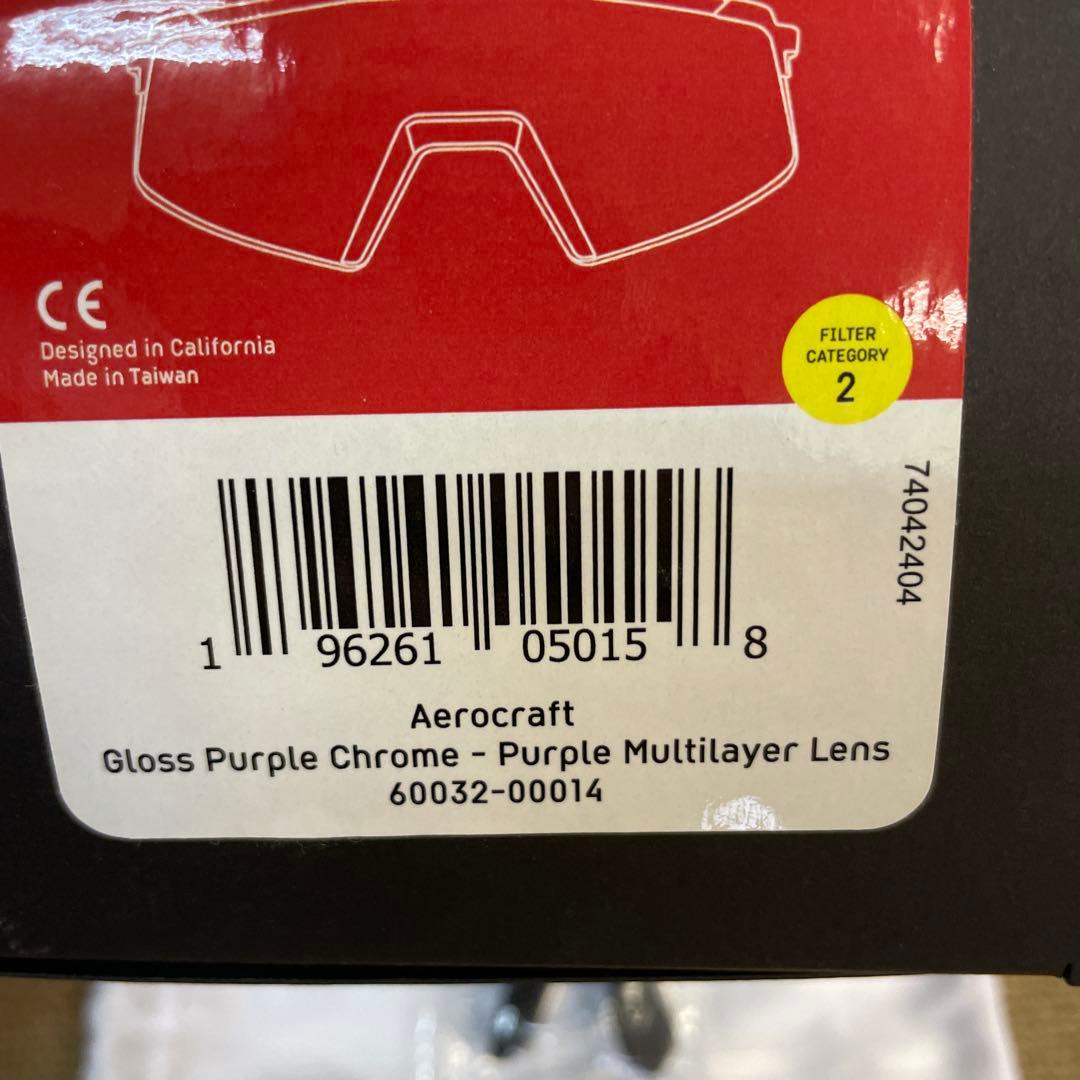 CE
Designed in California
Made in Taiwan
FILTER
CATEGORY
2
74042404
1 96261 05015 8
Aerocraft
Gloss Purple Chrome - Purple Multilayer Lens
60032-00014